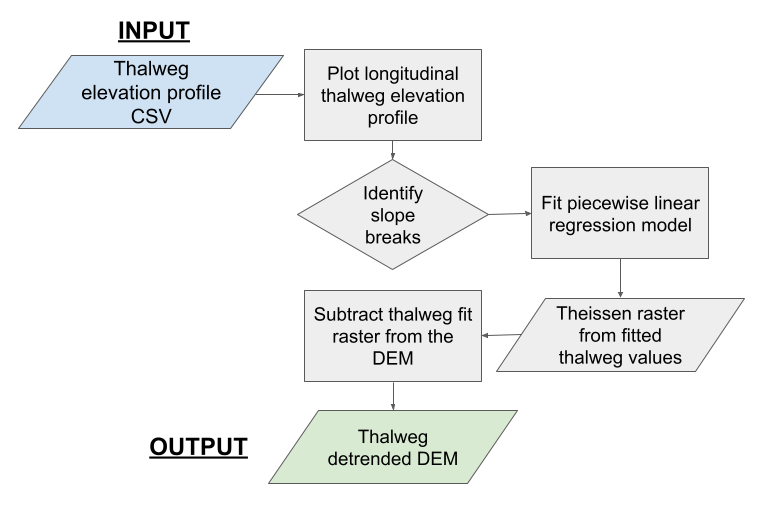 INPUT
Thalweg
elevation profile
CSV
Plot longitudinal
thalweg elevation
profile
Identify
slope
breaks
Fit piecewise linear
regression model
Theissen raster
from fitted
thalweg values
Subtract thalweg fit
raster from the
DEM
OUTPUT
Thalweg
detrended DEM